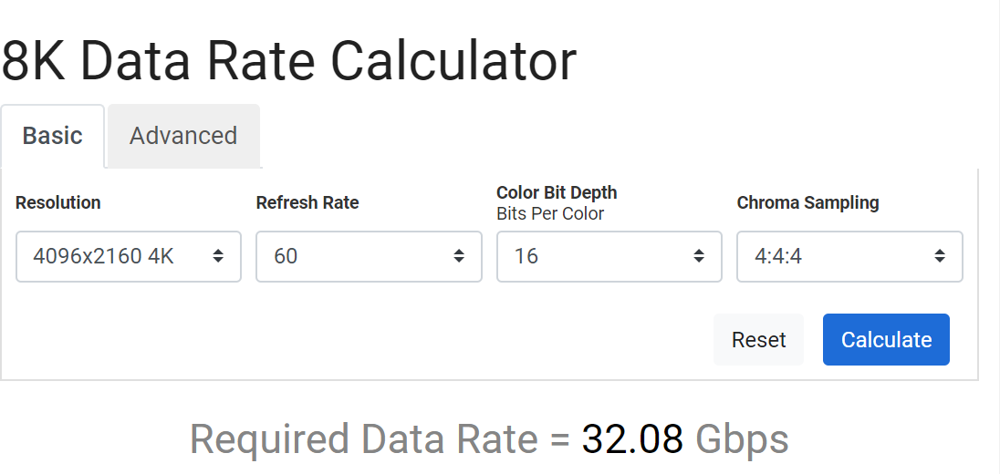 8K Data Rate Calculator
Basic Advanced
Resolution Refresh Rate Color Bit Depth Bits Per Color Chroma Sampling
4096x2160 4K 60 16 4:4:4
Reset Calculate
Required Data Rate = 32.08 Gbps